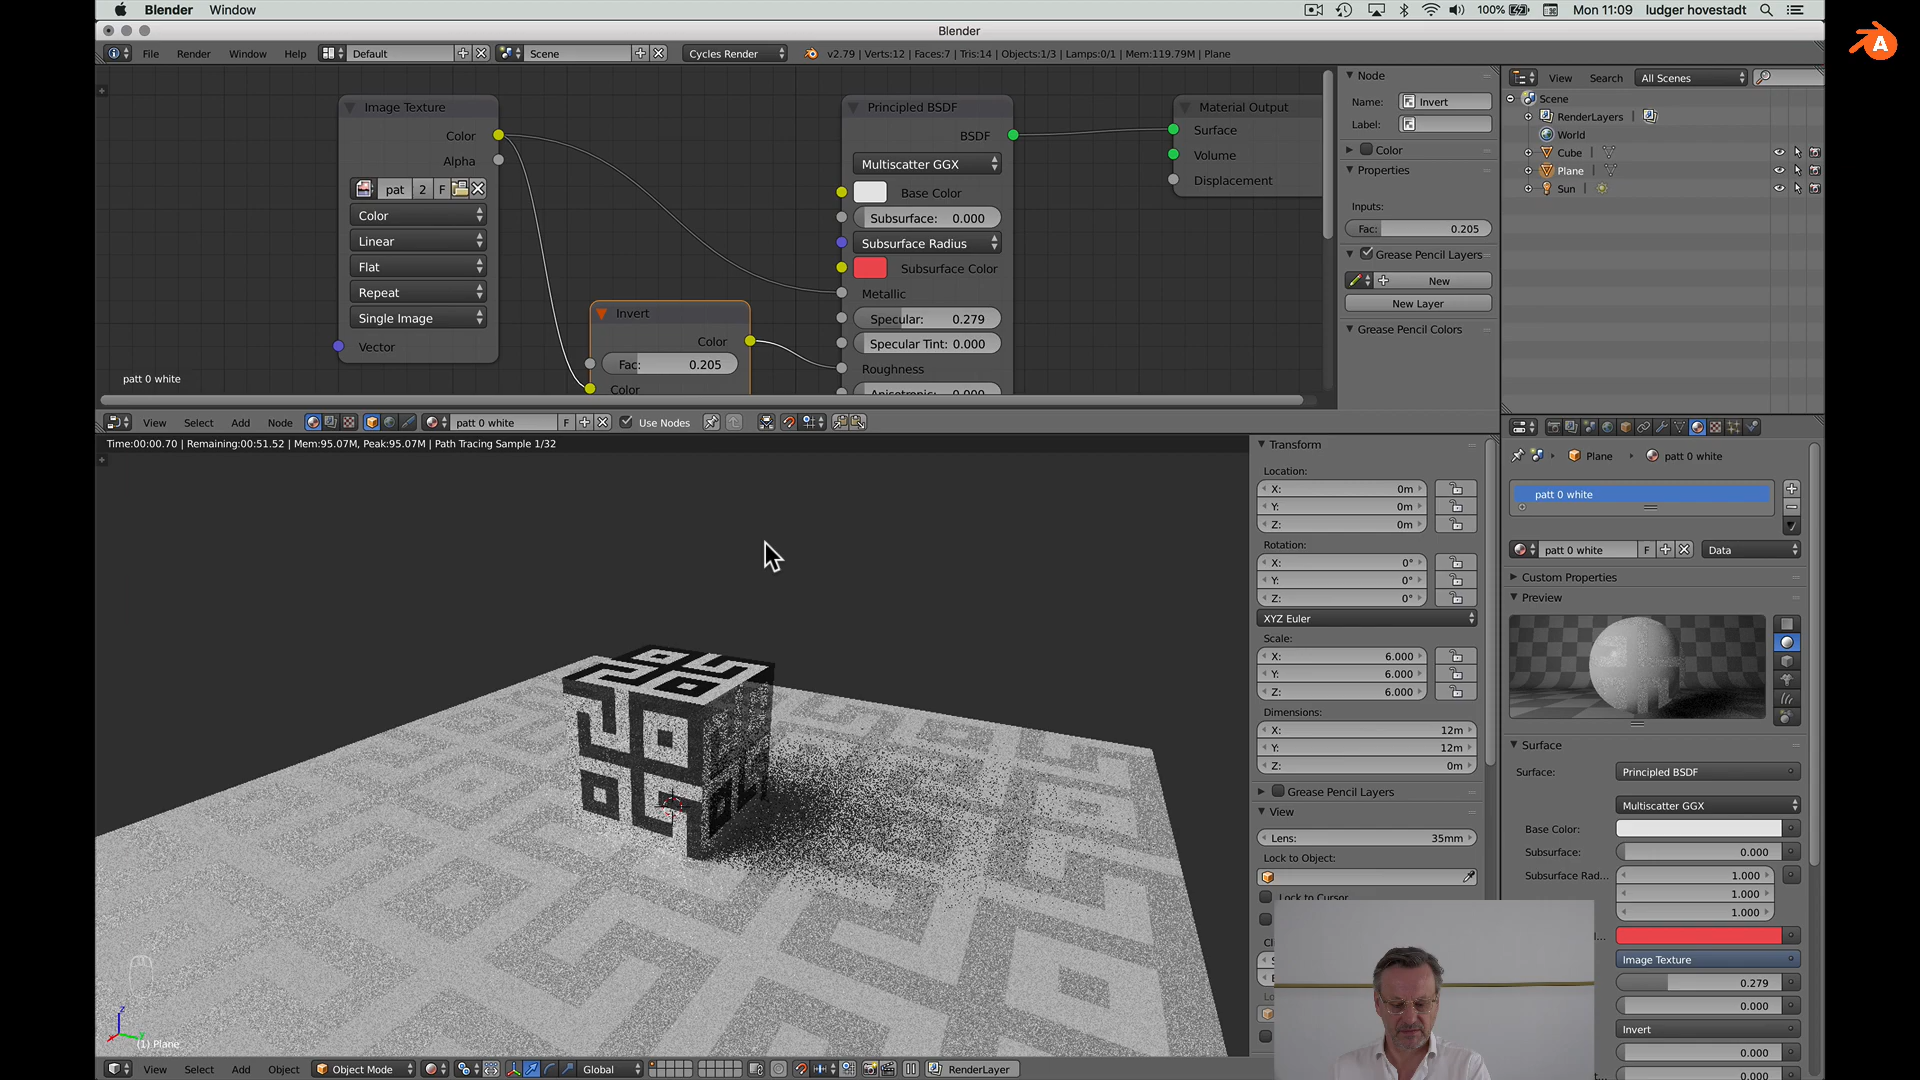 Blender Window 100% Mon 11:09 ludger hovestadt
Blender
File Render Window Help Default Scene Cycles Render v2.79 | Verts:12 | Faces:7 | Tris:14 | Objects:1/3 | Lamps:0/1 | Mem:119.79M | Plane
Image Texture
Color
Alpha
pat 2 F
Color
Linear
Flat
Repeat
Single Image
Vector
patt 0 white
Invert
Color
Fac: 0.205
Color
Principled BSDF
BSDF
Multiscatter GGX
Base Color
Subsurface: 0.000
Subsurface Radius
Subsurface Color
Metallic
Specular: 0.279
Specular Tint: 0.000
Roughness
Anisotropic: 0.000
Material Output
Surface
Volume
Displacement
Node
Name: Invert
Label:
Color
Properties
Inputs:
Fac: 0.205
Grease Pencil Layers
New
New Layer
Grease Pencil Colors
View Search All Scenes
Scene
RenderLayers
World
Cube
Plane
Sun
View Select Add Node patt 0 white F Use Nodes
Time:00:00.70 | Remaining:00:51.52 | Mem:95.07M, Peak:95.07M | Path Tracing Sample 1/32
(1) Plane
View Select Add Object Object Mode Global RenderLayer
Transform
Location:
X: 0m
Y: 0m
Z: 0m
Rotation:
X: 0°
Y: 0°
Z: 0°
XYZ Euler
Scale:
X: 6.000
Y: 6.000
Z: 6.000
Dimensions:
X: 12m
Y: 12m
Z: 0m
Grease Pencil Layers
View
Lens: 35mm
Lock to Object:
Lock to Cursor
Plane patt 0 white
patt 0 white
patt 0 white F Data
Custom Properties
Preview
Surface
Surface: Principled BSDF
Multiscatter GGX
Base Color:
Subsurface: 0.000
Subsurface Rad... 1.000
1.000
1.000
Image Texture
0.279
0.000
Invert
0.000
0.000